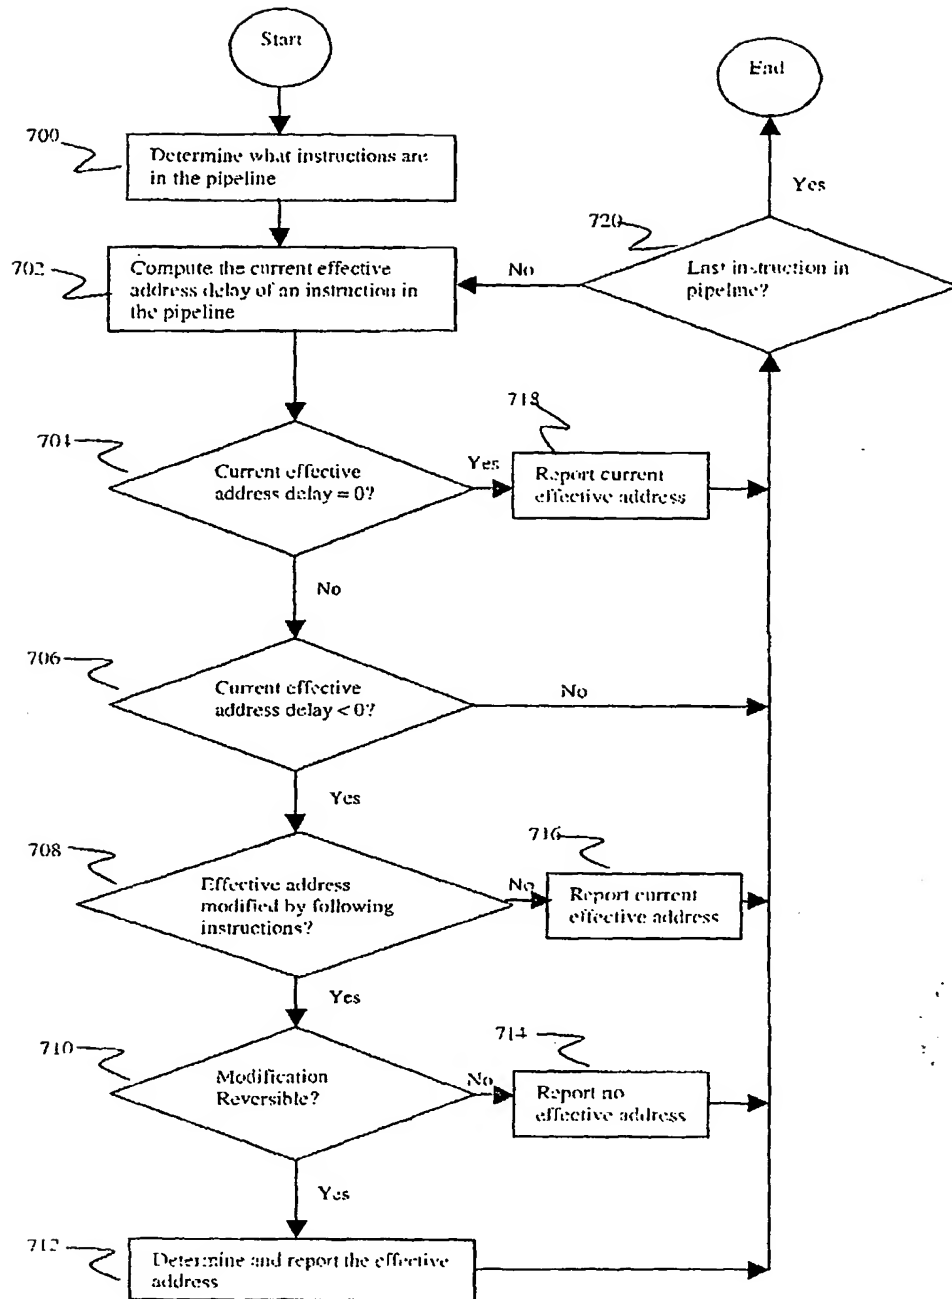 Start
End
700
Determine what instructions are
in the pipeline
Yes
720
702
Compute the current effective
address delay of an instruction in
the pipeline
No
Last instruction in
pipeline?
718
704
Current effective
address delay = 0?
Yes
Report current
effective address
No
706
Current effective
address delay < 0?
No
Yes
716
708
Effective address
modified by following
instructions?
No
Report current
effective address
Yes
714
710
Modification
Reversible?
No
Report no
effective address
Yes
712
Determine and report the effective
address